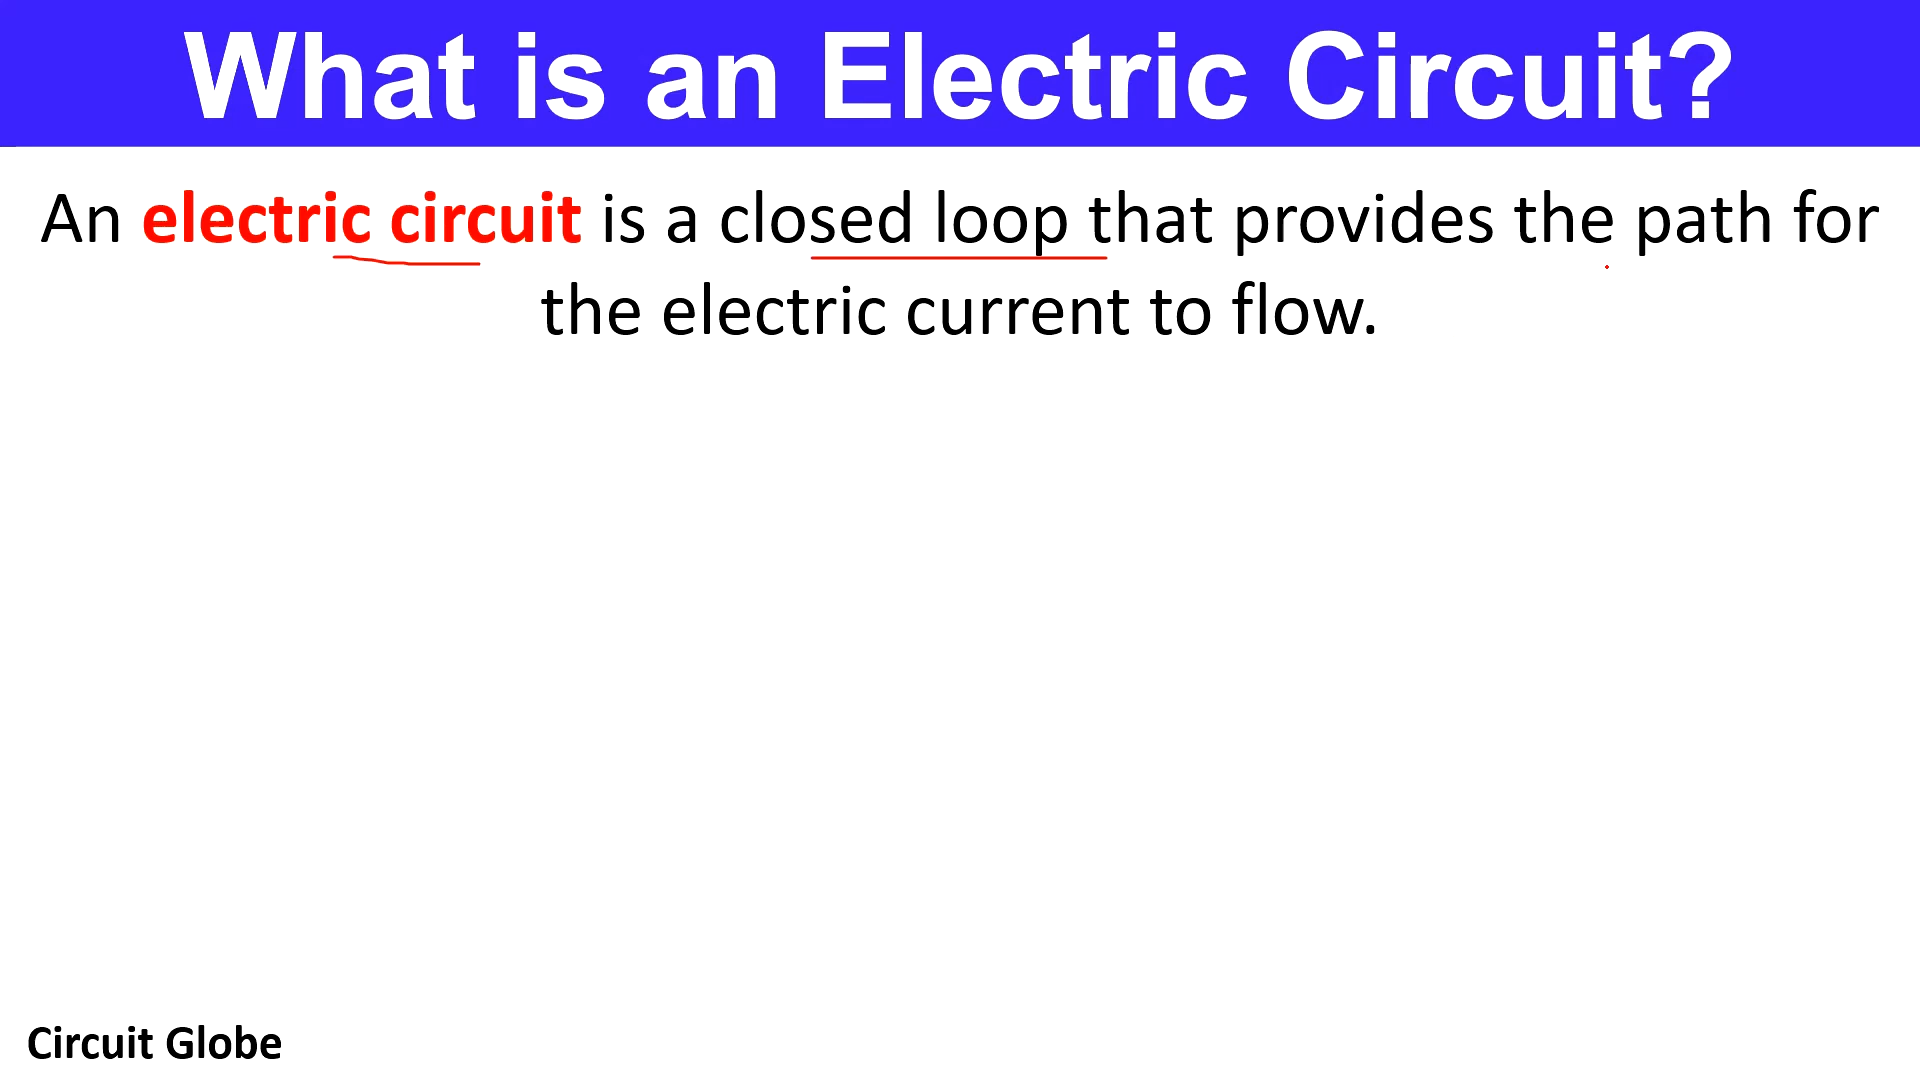 What is an Electric Circuit?
An electric circuit is a closed loop that provides the path for
the electric current to flow.
Circuit Globe